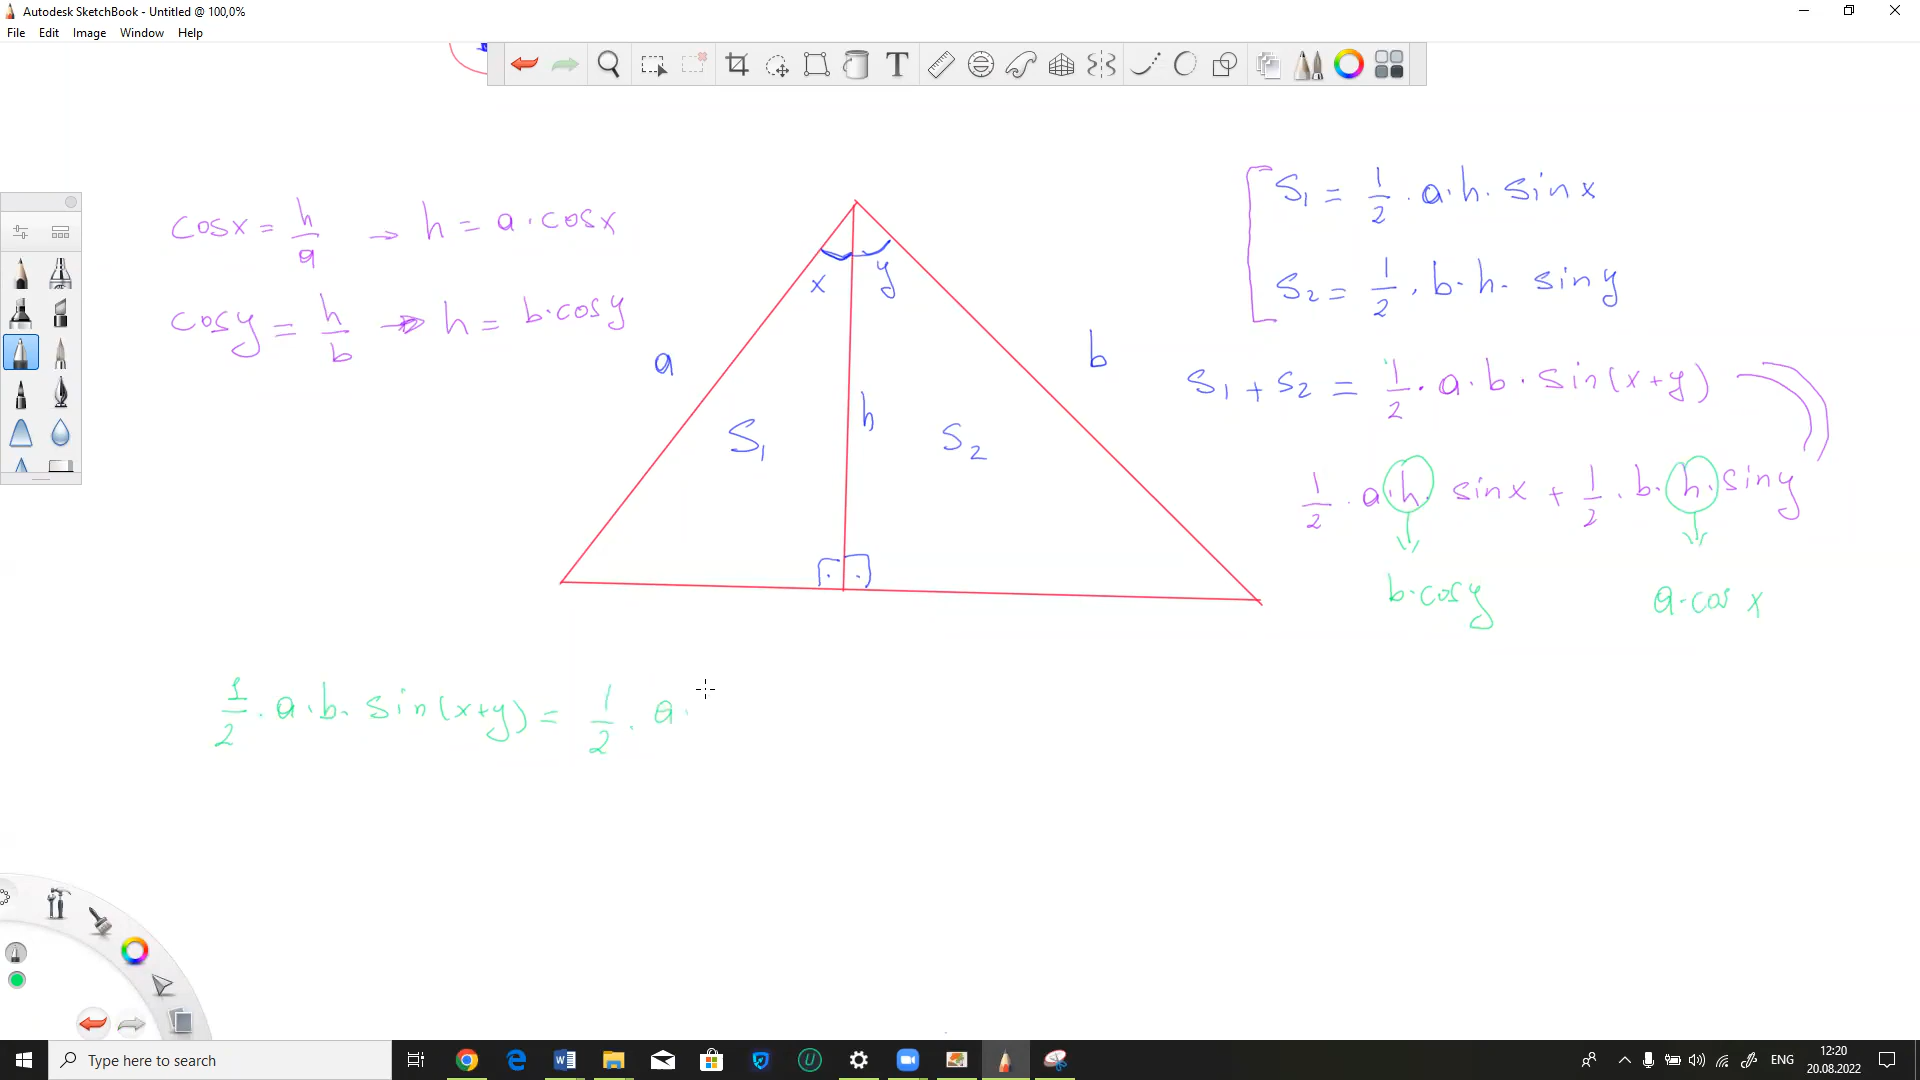 Autodesk SketchBook - Untitled @ 100,0%
File Edit Image Window Help
T
cosx = h/a → h = a · cosx
cosy = h/b → h = b·cosy
x y
a
b
h
S₁ S₂
S₁ = 1/2 · a·h· sinx
S₂ = 1/2 · b·h· siny
S₁ + S₂ = 1/2 · a·b· sin(x+y)
1/2 · a·h· sinx + 1/2 · b·h·siny
b·cosy a·cos x
1/2 · a·b· sin(x+y) = 1/2 · a·
Type here to search
ENG
12:20
20.08.2022